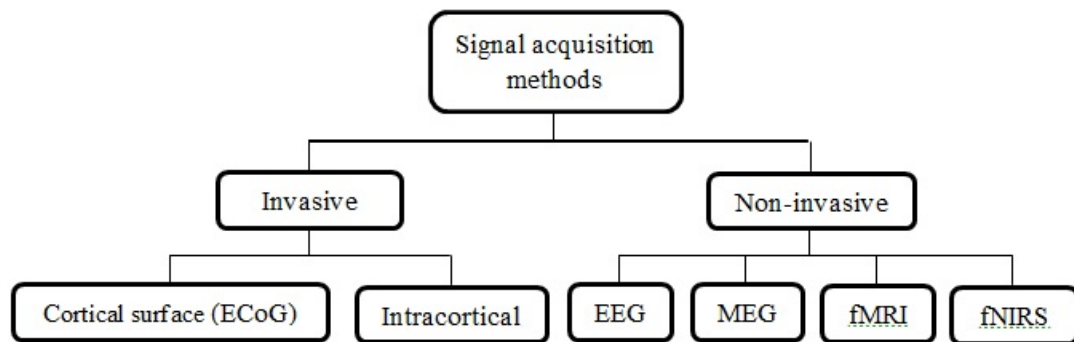 Signal acquisition
methods
Invasive
Non-invasive
Cortical surface (ECoG)
Intracortical
EEG
MEG
fMRI
fNIRS